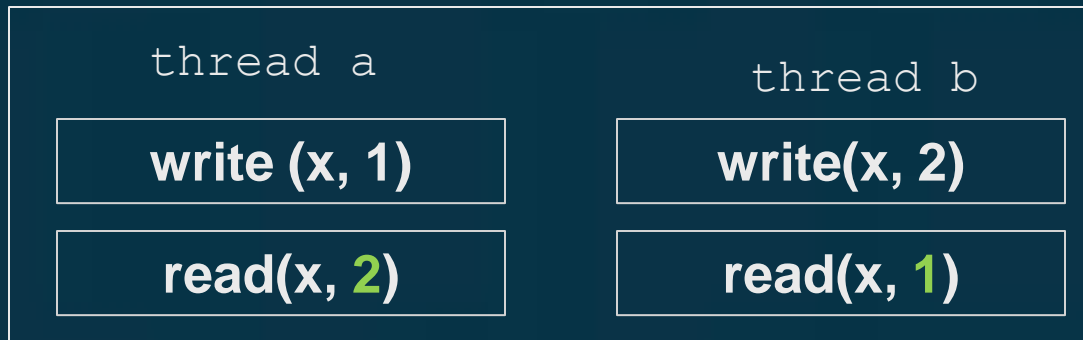 thread a
thread b
write (x, 1)
write(x, 2)
read(x, 2)
read(x, 1)